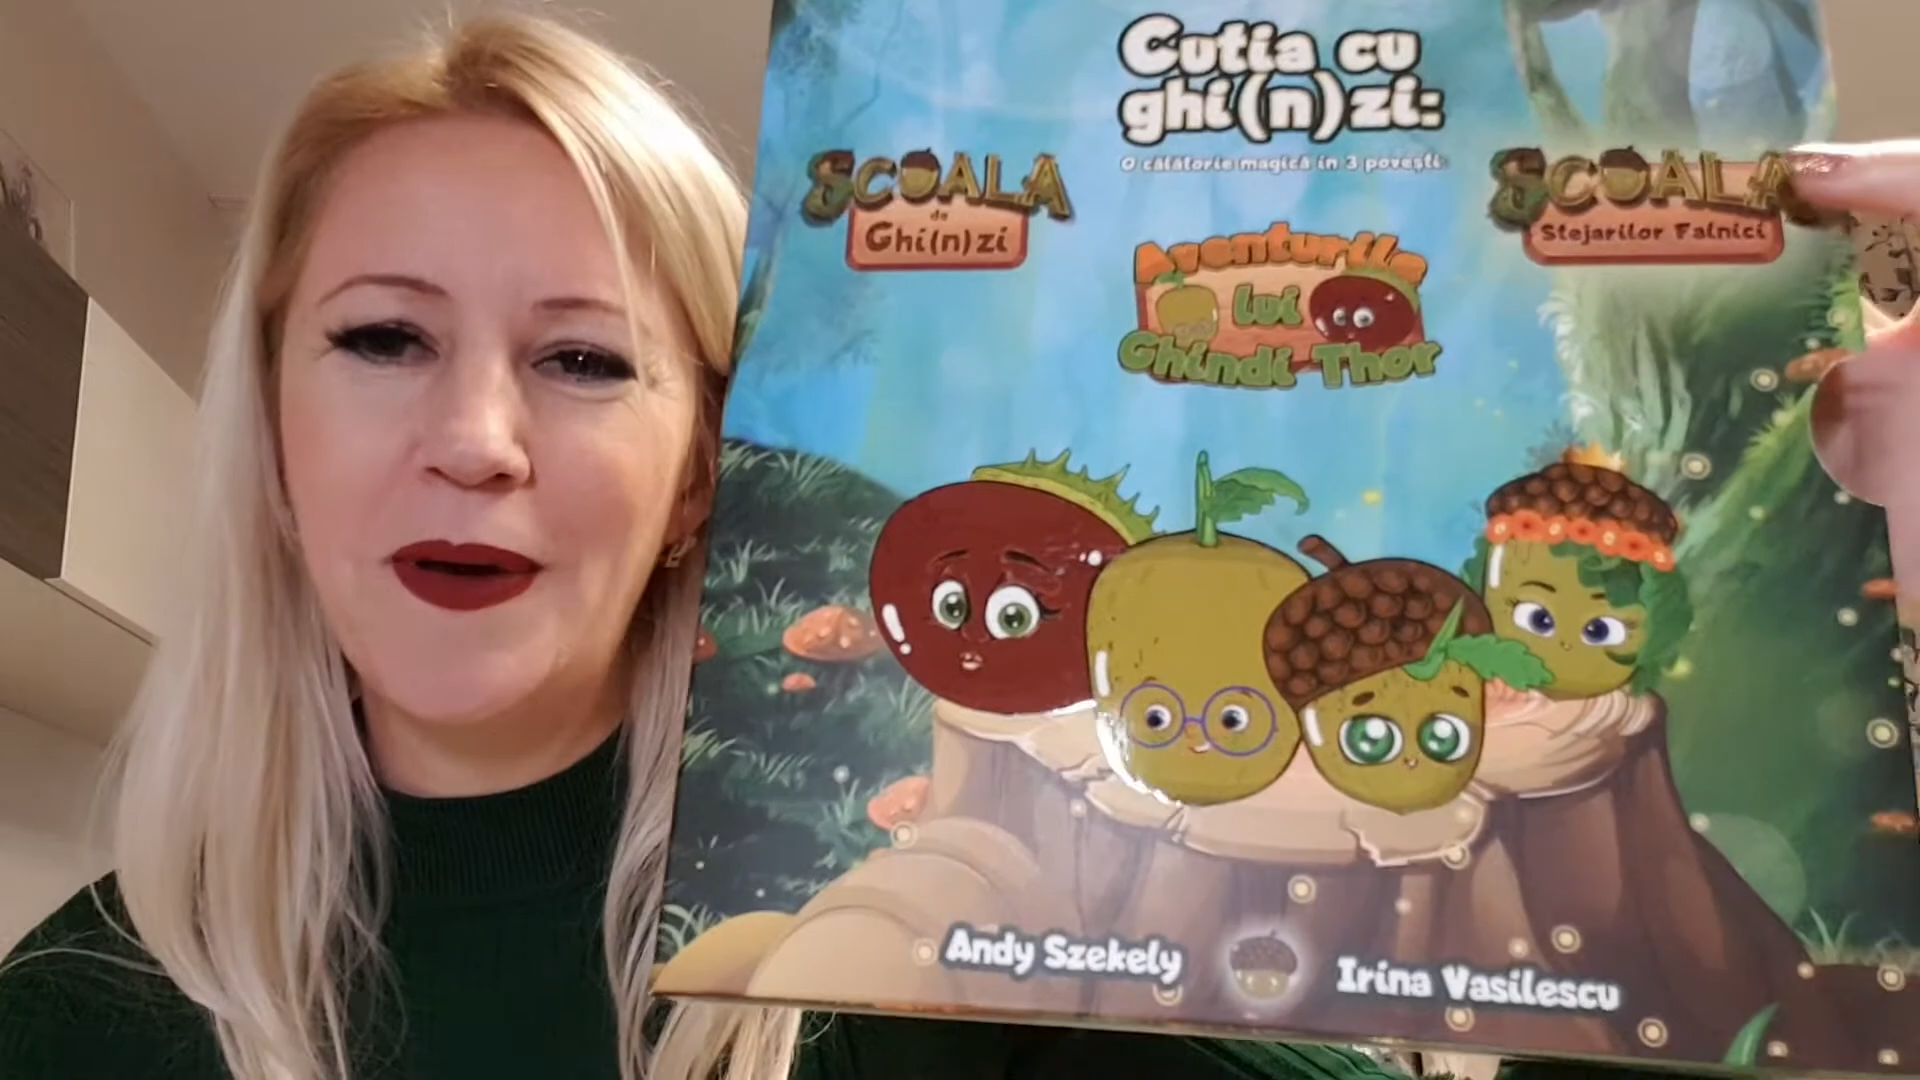 Cutia cu
ghi(n)zi:
O călătorie magică în 3 povești:
ȘCOALA
de
Ghi(n)zi
Aventurile
lui
Ghindi Thor
ȘCOALA
Stejarilor Falnici
Andy Szekely
Irina Vasilescu